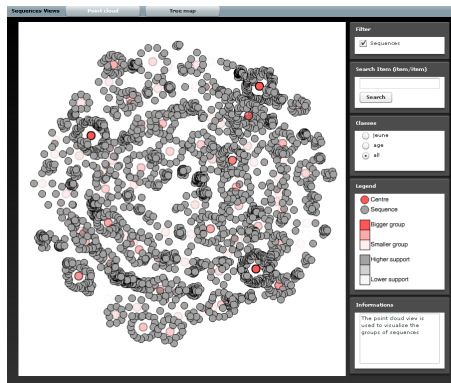 Sequences Views
Point cloud
Tree map
Filter
Sequences
Search Item (item/item)
Search
Classes
jeune
age
all
Legend
Centre
Sequence
Bigger group
Smaller group
Higher support
Lower support
Informations
The point cloud view is
used to visualize the
groups of sequences